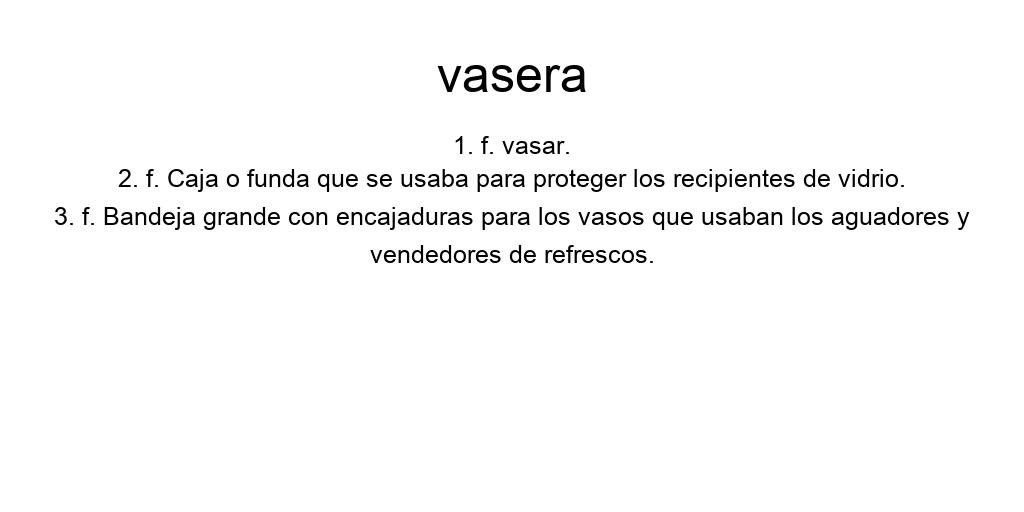 vasera
1. f. vasar.
2. f. Caja o funda que se usaba para proteger los recipientes de vidrio.
3. f. Bandeja grande con encajaduras para los vasos que usaban los aguadores y
vendedores de refrescos.